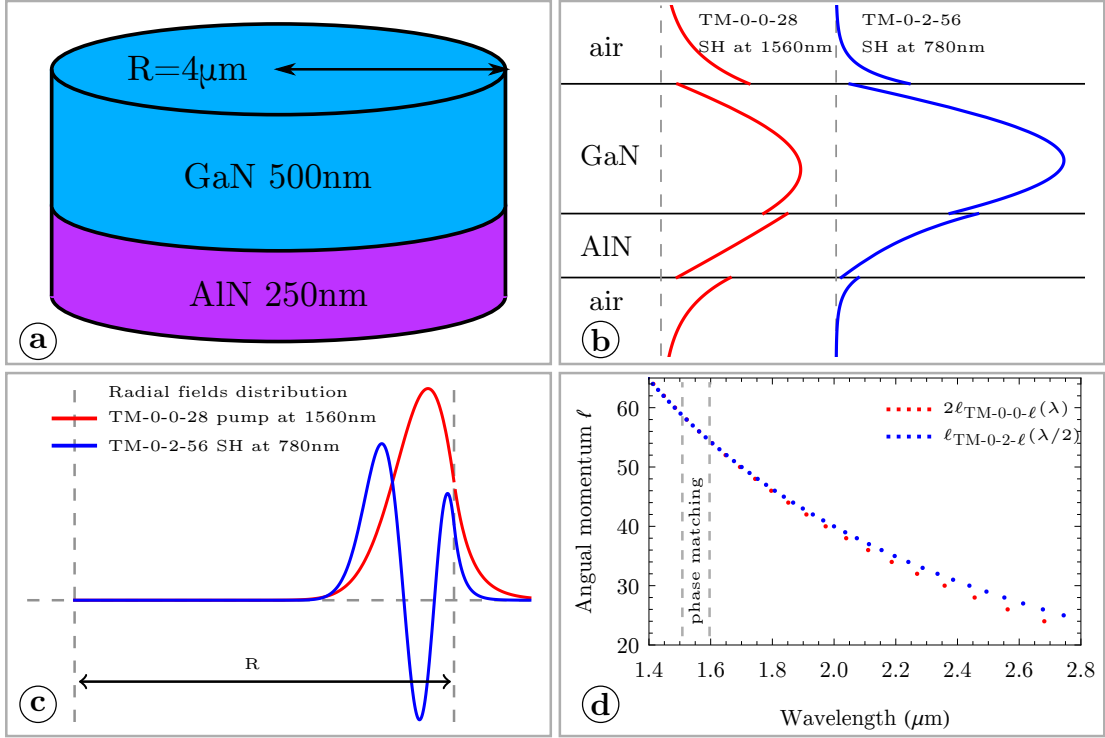 R=4μm
GaN 500nm
AlN 250nm
a
TM-0-0-28
SH at 1560nm
TM-0-2-56
SH at 780nm
air
GaN
AlN
air
b
Radial fields distribution
TM-0-0-28 pump at 1560nm
TM-0-2-56 SH at 780nm
R
c
Angual momentum ℓ
60
50
40
30
20
2ℓTM-0-0-ℓ(λ)
ℓTM-0-2-ℓ(λ/2)
phase matching
1.4 1.6 1.8 2.0 2.2 2.4 2.6 2.8
Wavelength (μm)
d